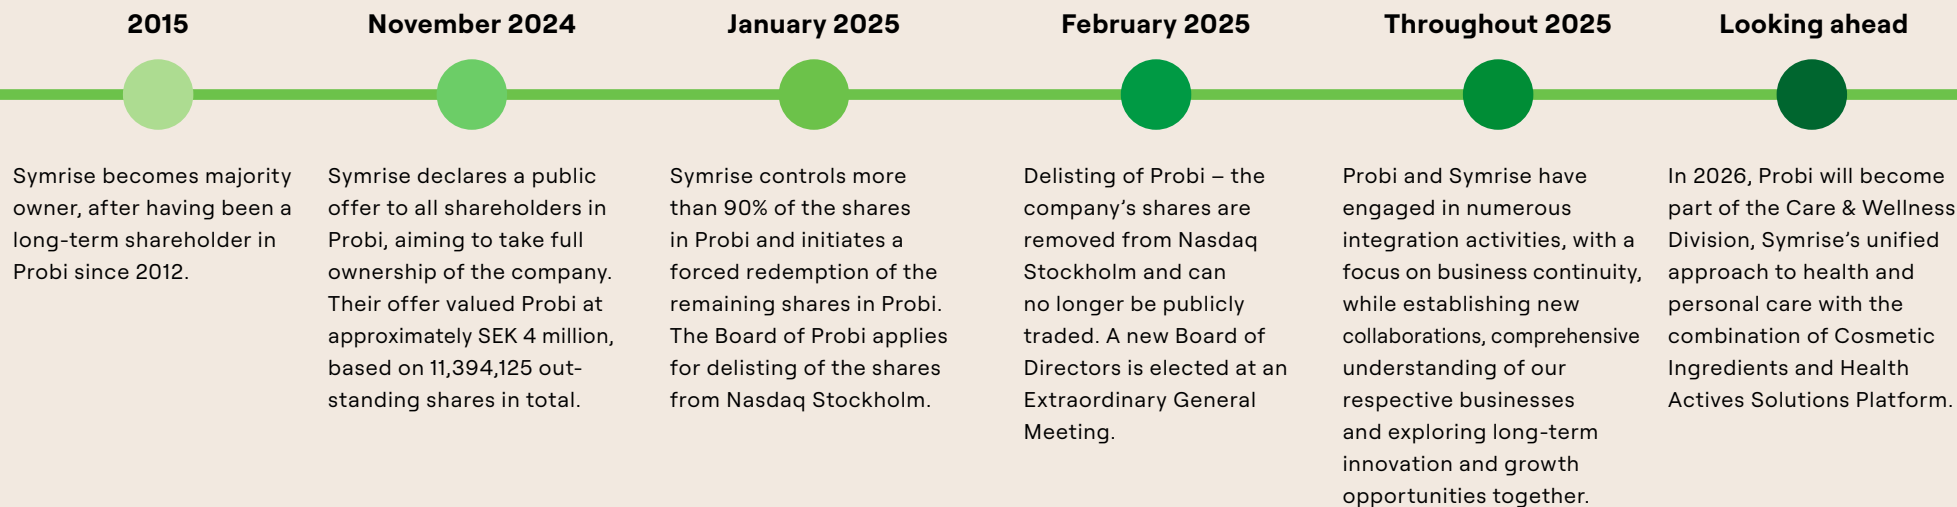 2015
Symrise becomes majority
owner, after having been a
long-term shareholder in
Probi since 2012.
November 2024
Symrise declares a public
offer to all shareholders in
Probi, aiming to take full
ownership of the company.
Their offer valued Probi at
approximately SEK 4 million,
based on 11,394,125 out-
standing shares in total.
January 2025
Symrise controls more
than 90% of the shares
in Probi and initiates a
forced redemption of the
remaining shares in Probi.
The Board of Probi applies
for delisting of the shares
from Nasdaq Stockholm.
February 2025
Delisting of Probi – the
company’s shares are
removed from Nasdaq
Stockholm and can
no longer be publicly
traded. A new Board of
Directors is elected at an
Extraordinary General
Meeting.
Throughout 2025
Probi and Symrise have
engaged in numerous
integration activities, with a
focus on business continuity,
while establishing new
collaborations, comprehensive
understanding of our
respective businesses
and exploring long-term
innovation and growth
opportunities together.
Looking ahead
In 2026, Probi will become
part of the Care & Wellness
Division, Symrise’s unified
approach to health and
personal care with the
combination of Cosmetic
Ingredients and Health
Actives Solutions Platform.